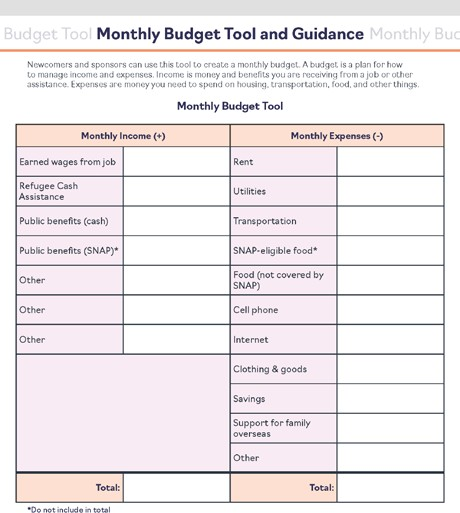 Budget Tool Monthly Budget Tool and Guidance Monthly Bud
Newcomers and sponsors can use this tool to create a monthly budget. A budget is a plan for how
to manage income and expenses. Income is money and benefits you are receiving from a job or other
assistance. Expenses are money you need to spend on housing, transportation, food, and other things.
Monthly Budget Tool
Monthly Income (+) Monthly Expenses (-)
Earned wages from job Rent
Refugee Cash
Assistance
Utilities
Public benefits (cash) Transportation
Public benefits (SNAP)* SNAP-eligible food*
Other
Food (not covered by
SNAP)
Other Cell phone
Other Internet
Clothing & goods
Savings
Support for family
overseas
Other
Total: Total:
*Do not include in total